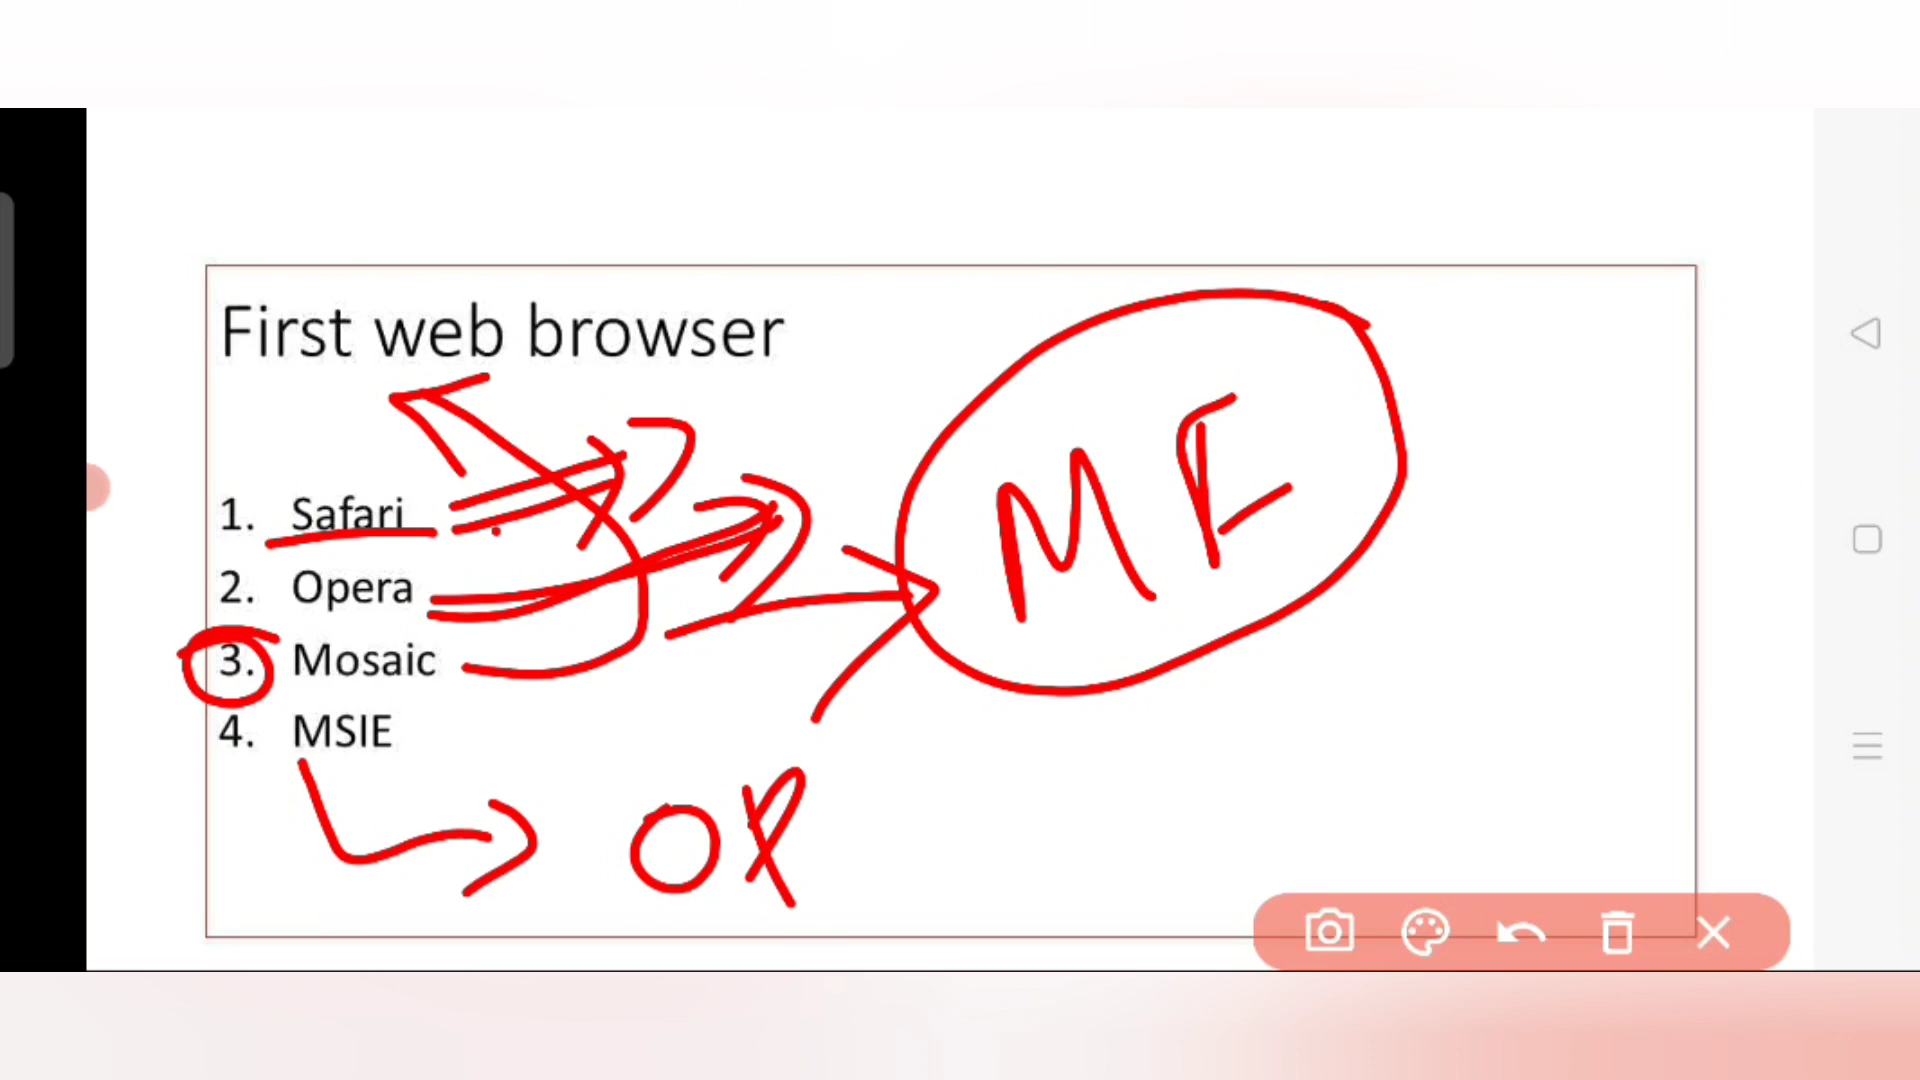 First web browser
1. Safari
2. Opera
3. Mosaic
4. MSIE
ME
OR